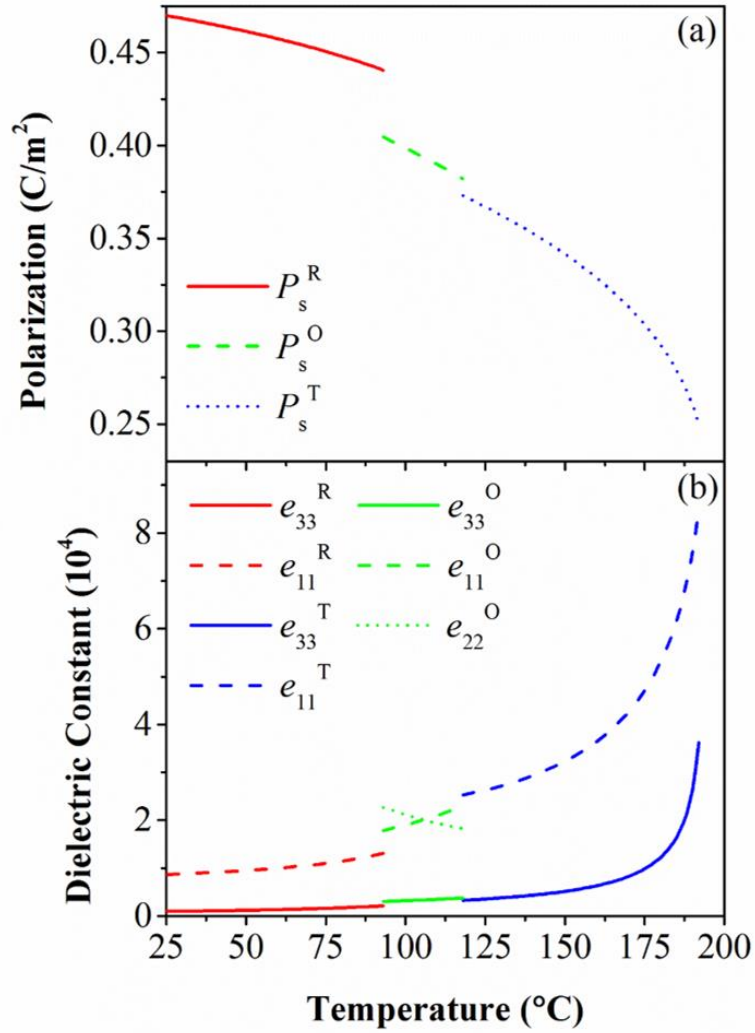 (a)
0.45
0.40
0.35
0.30
0.25
Polarization (C/m²)
Pₛᴿ
Pₛᴼ
Pₛᵀ
(b)
8
6
4
2
0
Dielectric Constant (10⁴)
e₃₃ᴿ
e₃₃ᴼ
e₁₁ᴿ
e₁₁ᴼ
e₃₃ᵀ
e₂₂ᴼ
e₁₁ᵀ
25 50 75 100 125 150 175 200
Temperature (°C)